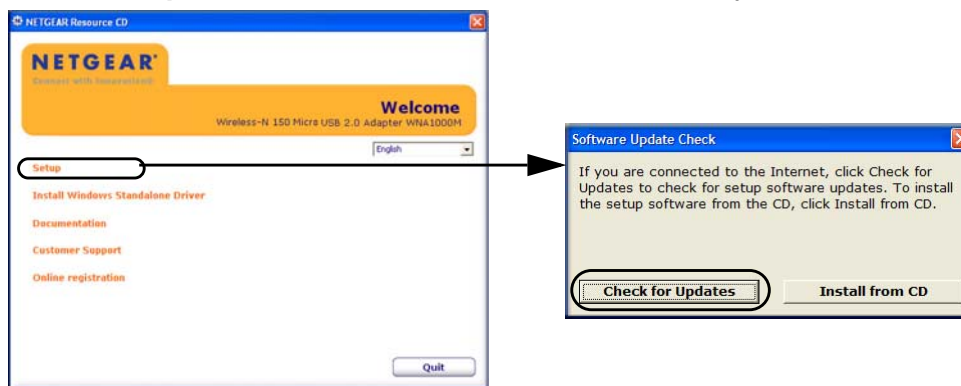 NETGEAR Resource CD
NETGEAR®
Connect with Innovation™
Welcome
Wireless-N 150 Micro USB 2.0 Adapter WNA1000M
English
Setup
Install Windows Standalone Driver
Documentation
Customer Support
Online registration
Quit
Software Update Check
If you are connected to the Internet, click Check for
Updates to check for setup software updates. To install
the setup software from the CD, click Install from CD.
Check for Updates
Install from CD